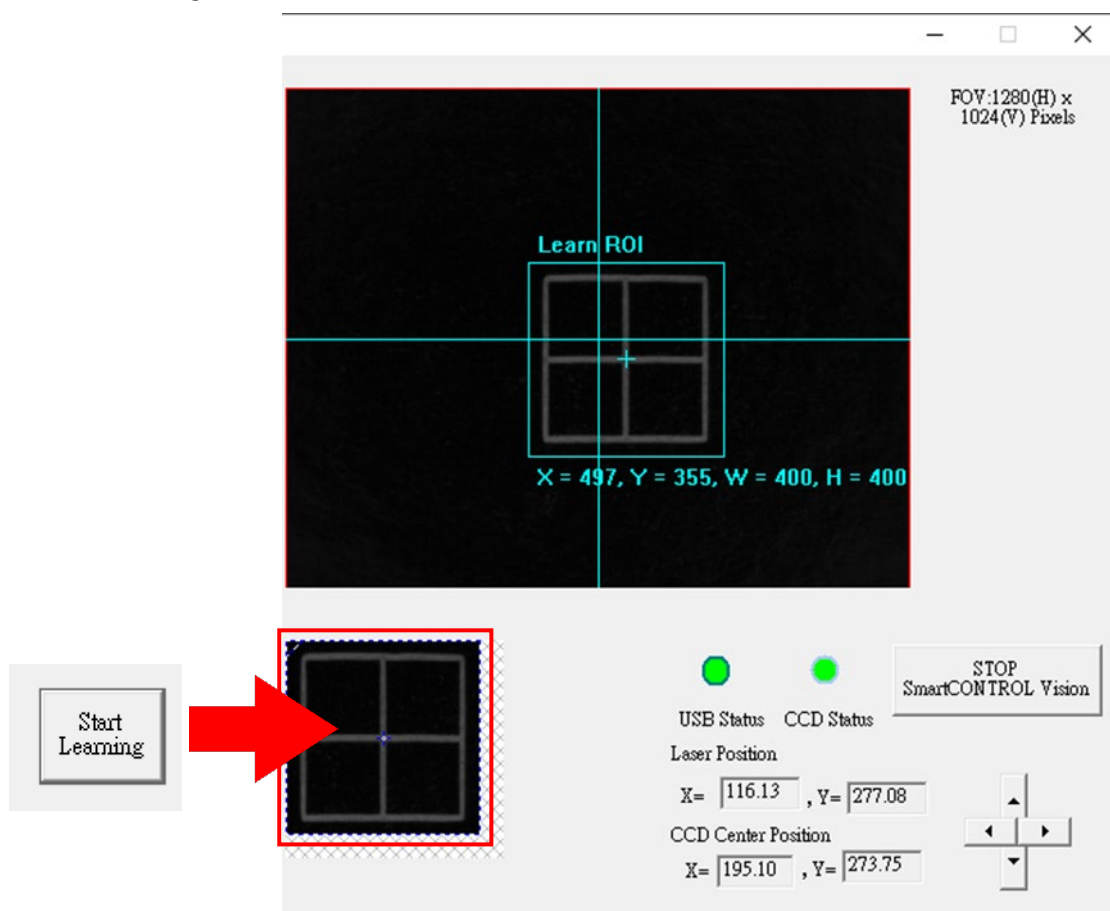 FOV:1280(H) x
1024(V) Pixels
Learn ROI
X = 497, Y = 355, W = 400, H = 400
Start
Learning
STOP
SmartCONTROL Vision
USB Status CCD Status
Laser Position
X= 116.13 , Y= 277.08
CCD Center Position
X= 195.10 , Y= 273.75